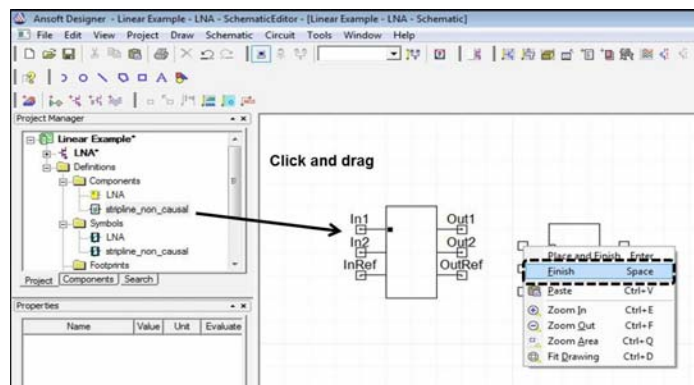 Ansoft Designer - Linear Example - LNA - SchematicEditor - [Linear Example - LNA - Schematic]
File Edit View Project Draw Schematic Circuit Tools Window Help
Project Manager
Linear Example*
LNA*
Definitions
Components
LNA
stripline_non_causal
Symbols
LNA
stripline_non_causal
Footprints
Project Components Search
Properties
Name Value Unit Evaluate
Click and drag
In1 Out1
In2 Out2
InRef OutRef
Place and Finish Enter
Finish Space
Paste Ctrl+V
Zoom In Ctrl+E
Zoom Out Ctrl+F
Zoom Area Ctrl+Q
Fit Drawing Ctrl+D